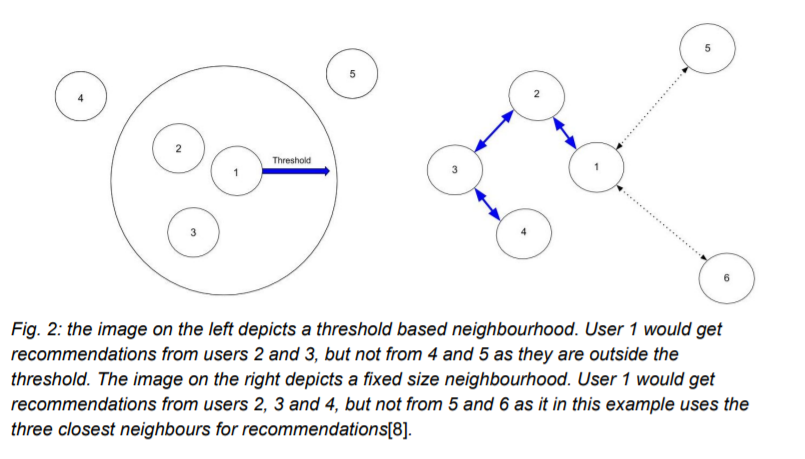 5
4
2
1
Threshold
3
5
2
1
3
4
6
Fig. 2: the image on the left depicts a threshold based neighbourhood. User 1 would get
recommendations from users 2 and 3, but not from 4 and 5 as they are outside the
threshold. The image on the right depicts a fixed size neighbourhood. User 1 would get
recommendations from users 2, 3 and 4, but not from 5 and 6 as it in this example uses the
three closest neighbours for recommendations[8].